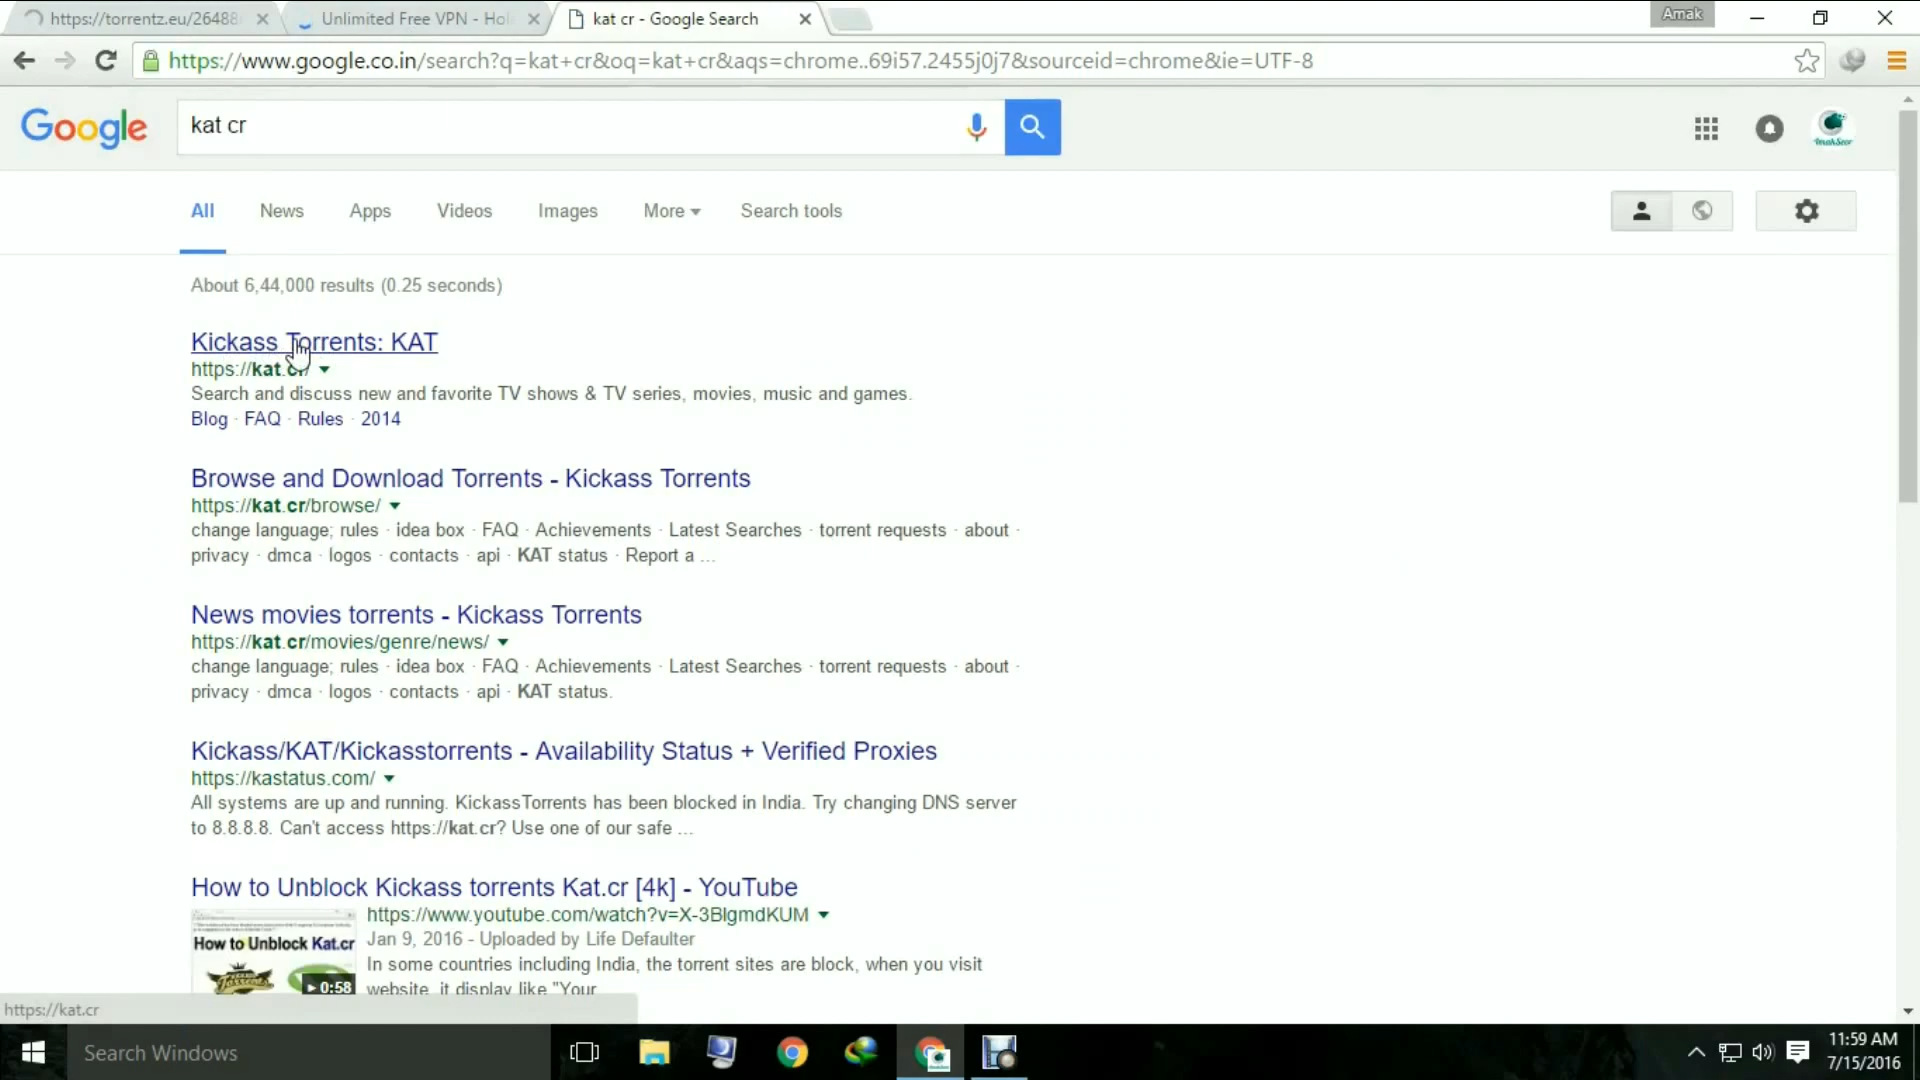 https://torrentz.eu/26488
Unlimited Free VPN - Hol
kat cr - Google Search
Amak
https://www.google.co.in/search?q=kat+cr&oq=kat+cr&aqs=chrome..69i57.2455j0j7&sourceid=chrome&ie=UTF-8
Google
kat cr
All
News
Apps
Videos
Images
More
Search tools
About 6,44,000 results (0.25 seconds)
Kickass Torrents: KAT
https://kat.cr/
Search and discuss new and favorite TV shows & TV series, movies, music and games.
Blog · FAQ · Rules · 2014
Browse and Download Torrents - Kickass Torrents
https://kat.cr/browse/
change language; rules · idea box · FAQ · Achievements · Latest Searches · torrent requests · about ·
privacy · dmca · logos · contacts · api · KAT status · Report a ...
News movies torrents - Kickass Torrents
https://kat.cr/movies/genre/news/
change language; rules · idea box · FAQ · Achievements · Latest Searches · torrent requests · about ·
privacy · dmca · logos · contacts · api · KAT status.
Kickass/KAT/Kickasstorrents - Availability Status + Verified Proxies
https://kastatus.com/
All systems are up and running. KickassTorrents has been blocked in India. Try changing DNS server
to 8.8.8.8. Can't access https://kat.cr? Use one of our safe ...
How to Unblock Kickass torrents Kat.cr [4k] - YouTube
https://www.youtube.com/watch?v=X-3BlgmdKUM
How to Unblock Kat.cr
Jan 9, 2016 - Uploaded by Life Defaulter
In some countries including India, the torrent sites are block, when you visit
0:58
website, it display like "Your
https://kat.cr
Search Windows
11:59 AM
7/15/2016